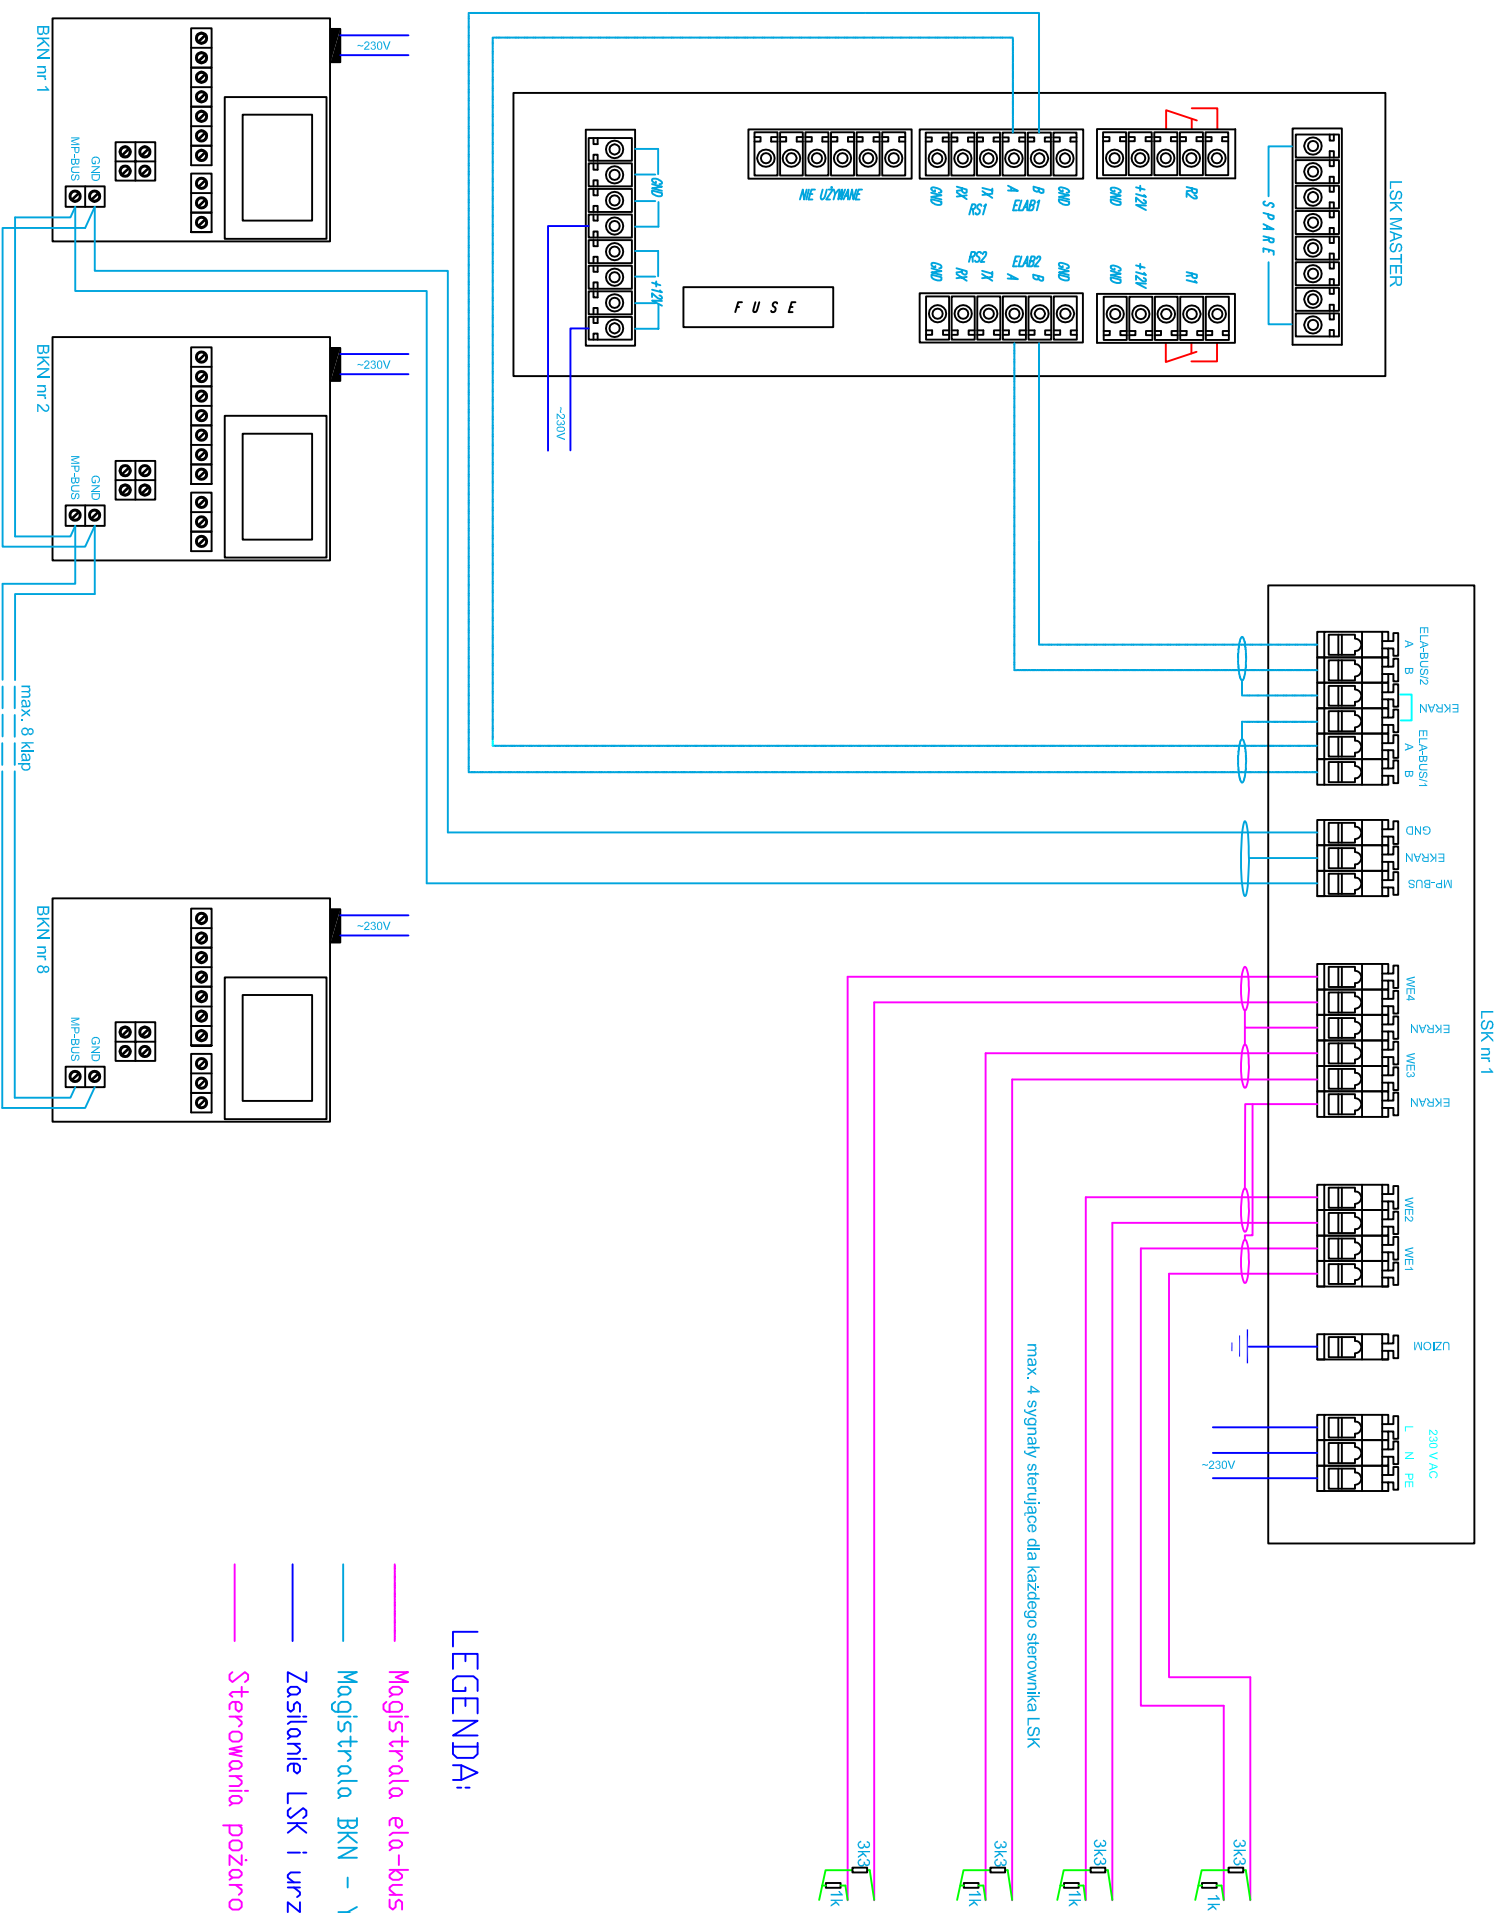 LSK nr 1
ELA-BUS/2
A
B
EKRAN
ELA-BUS/1
A
B
GND
EKRAN
MP-BUS
WE4
EKRAN
WE3
EKRAN
WE2
WE1
UZIOM
230 V AC
L
N
PE
~230V
LSK MASTER
SPARE
R2
+12V
GND
R1
+12V
GND
GND
B
A
ELAB1
TX
RX
GND
RS1
GND
B
A
ELAB2
TX
RX
GND
RS2
NIE UŻYWANE
FUSE
GND
+12V
~230V
max. 4 sygnały sterujące dla każdego sterownika LSK
3k3
1k
3k3
1k
3k3
1k
3k3
1k
~230V
GND
MP-BUS
BKN nr 1
~230V
GND
MP-BUS
BKN nr 2
max. 8 klap
~230V
GND
MP-BUS
BKN nr 8
LEGENDA:
Magistrala ela-bus
Magistrala BKN - Y
Zasilanie LSK i urz
Sterowania pożaro